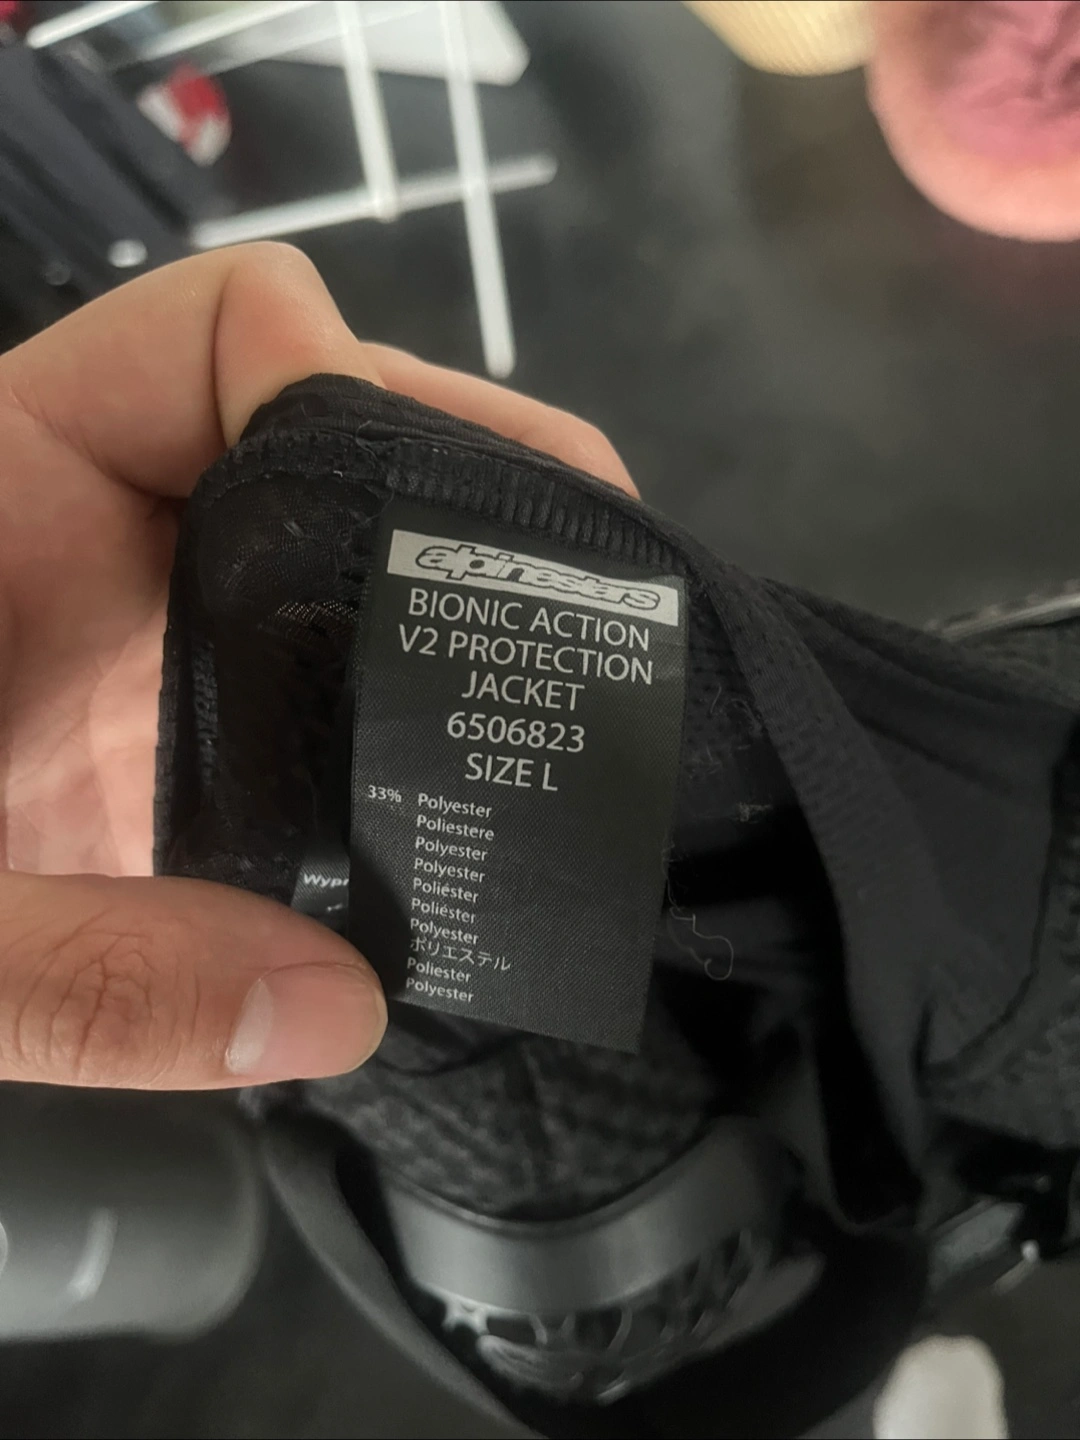 alpinestars
BIONIC ACTION
V2 PROTECTION
JACKET
6506823
SIZE L
33% Polyester
Poliestere
Polyester
Polyester
Poliéster
Poliéster
Polyester
ポリエステル
Poliester
Polyester